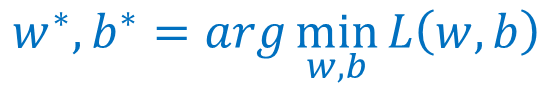 w*, b* = arg min L(w, b)
w,b